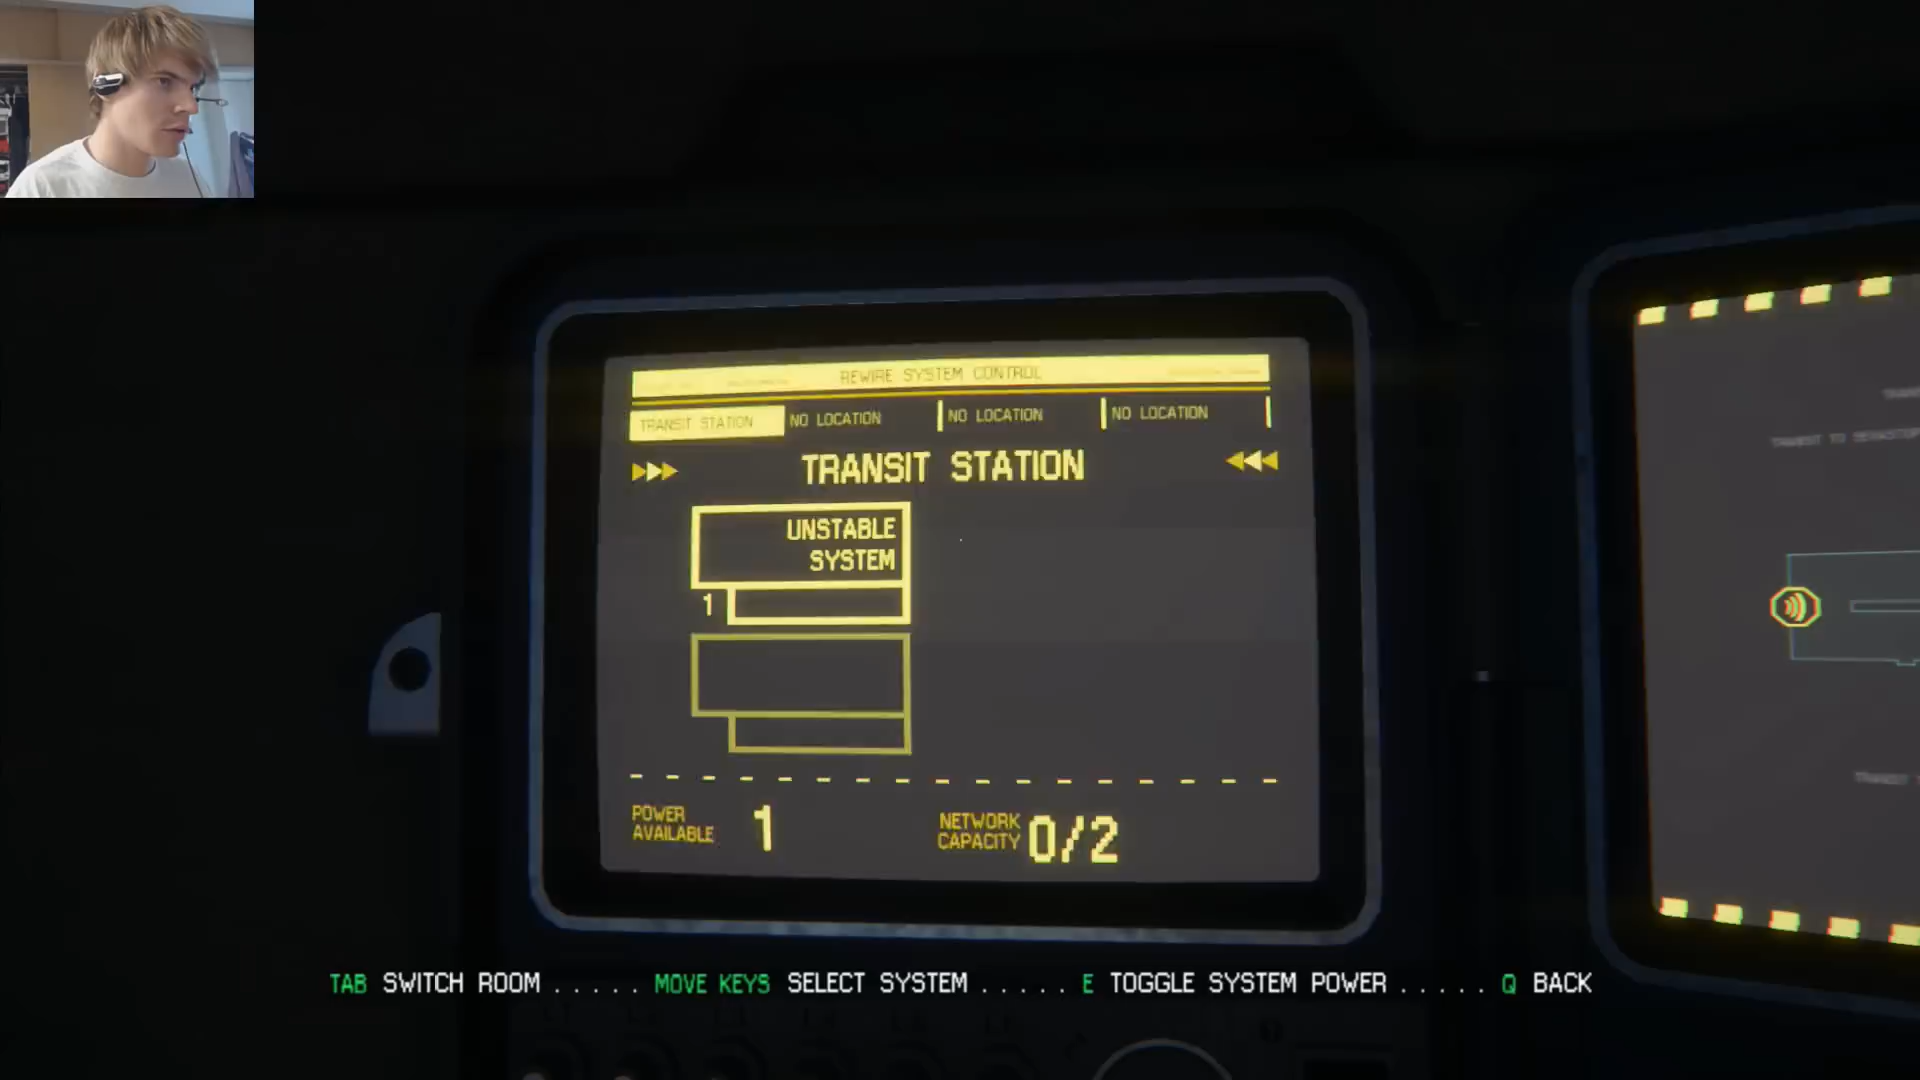 REWIRE SYSTEM CONTROL
TRANSIT STATION NO LOCATION NO LOCATION NO LOCATION
TRANSIT STATION
UNSTABLE
SYSTEM
1
POWER
AVAILABLE 1
NETWORK
CAPACITY 0/2
TAB SWITCH ROOM ..... MOVE KEYS SELECT SYSTEM ..... E TOGGLE SYSTEM POWER ..... Q BACK